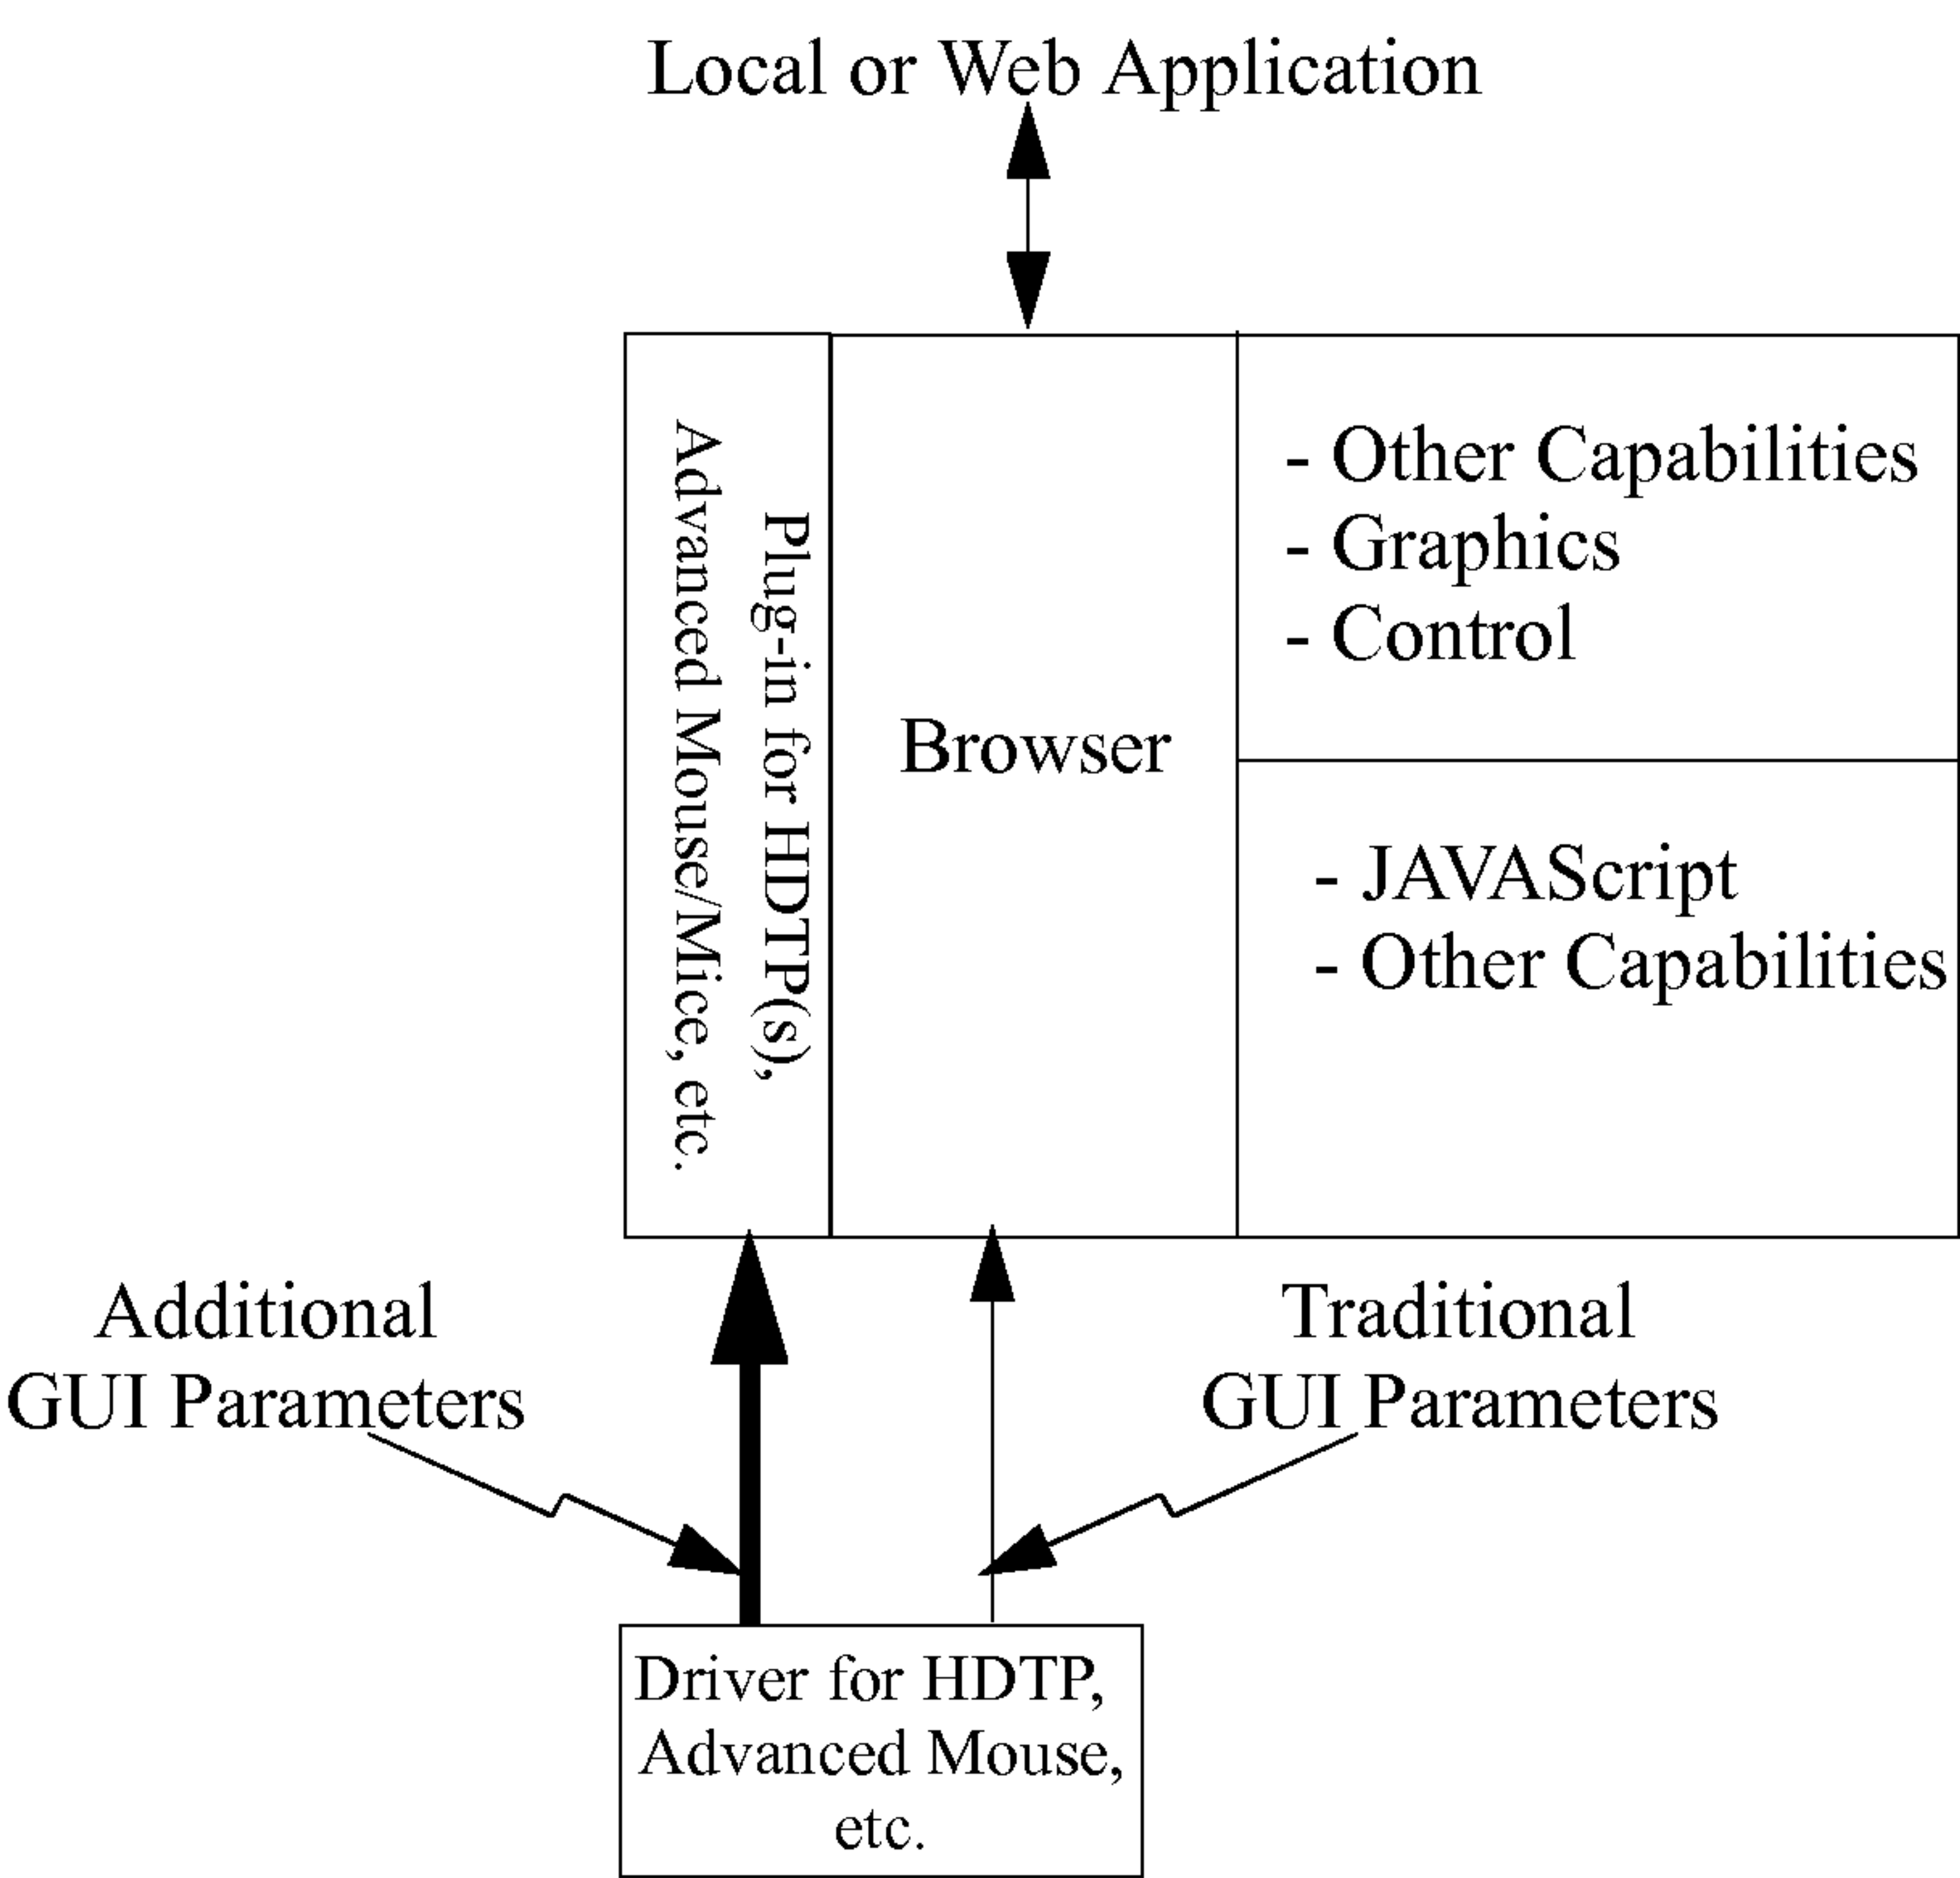 Local or Web Application
Plug-in for HDTP(s),
Advanced Mouse/Mice, etc.
Browser
- Other Capabilities
- Graphics
- Control
- JAVAScript
- Other Capabilities
Additional
GUI Parameters
Traditional
GUI Parameters
Driver for HDTP,
Advanced Mouse,
etc.